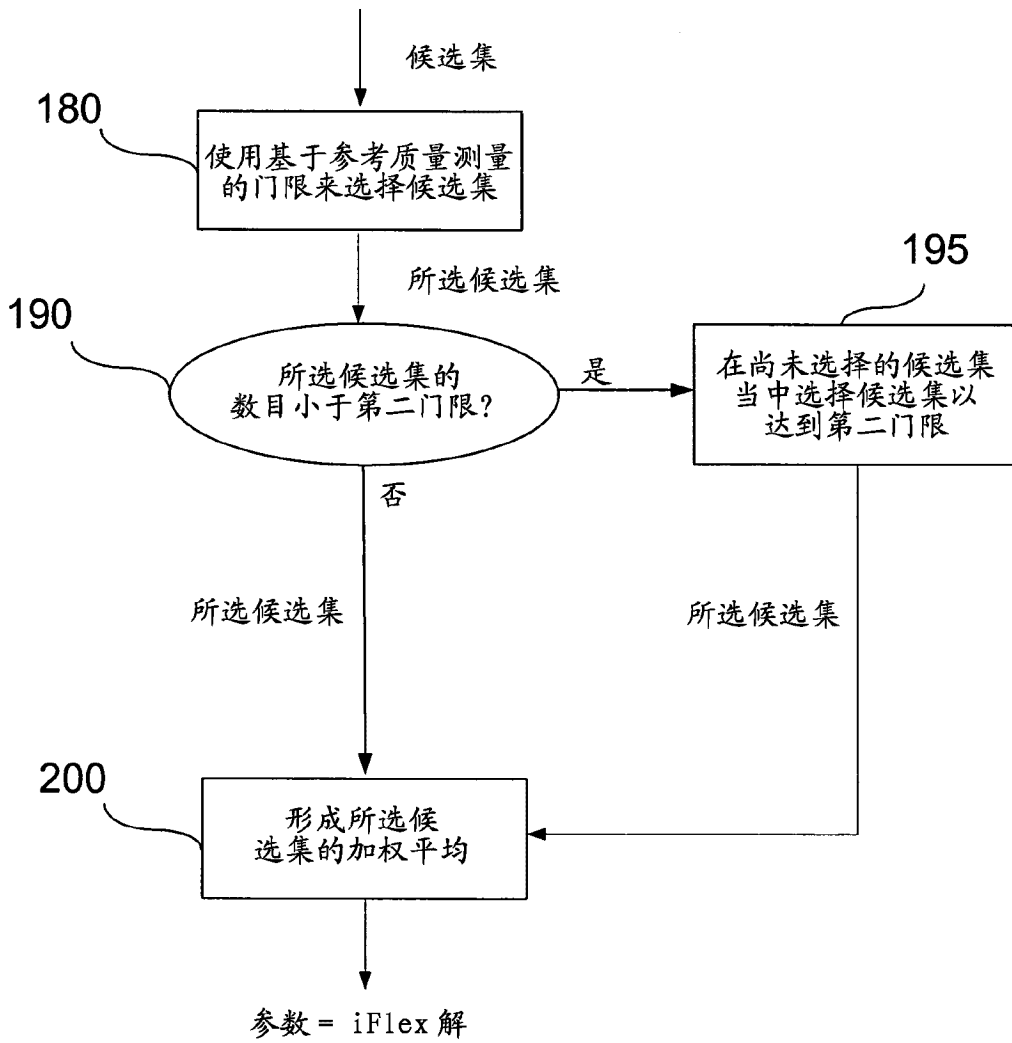 候选集
180
使用基于参考质量测量
的门限来选择候选集
所选候选集
190
所选候选集的
数目小于第二门限?
是
195
在尚未选择的候选集
当中选择候选集以
达到第二门限
否
所选候选集
所选候选集
200
形成所选候
选集的加权平均
参数 = iFlex 解